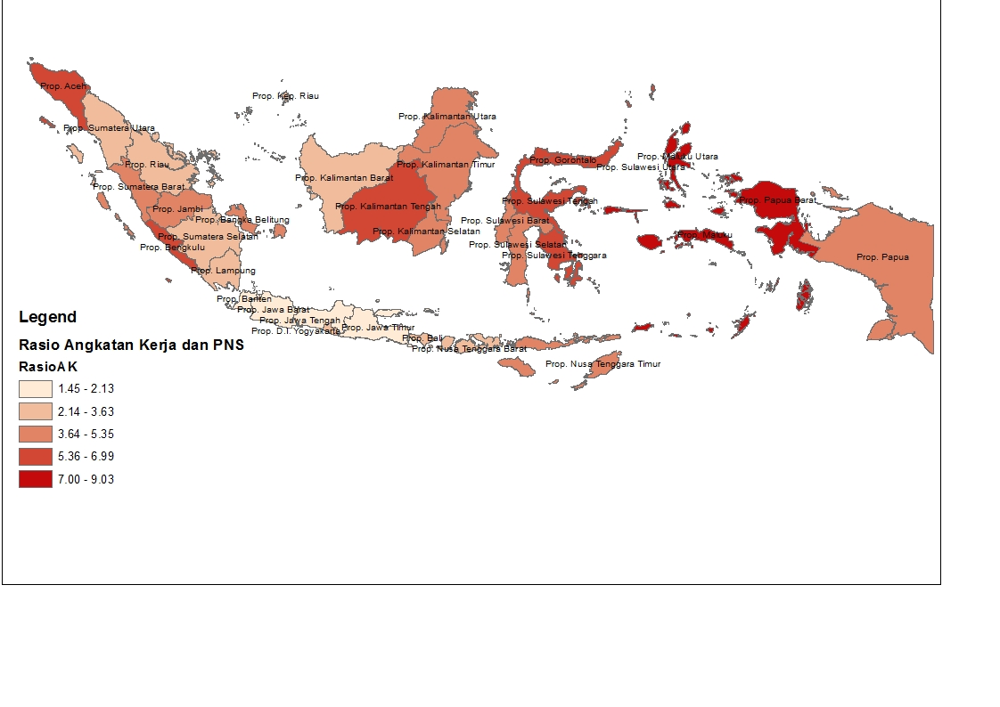 Prop. Aceh
Prop. Kep. Riau
Prop. Kalimantan Utara
Prop. Sumatera Utara
Prop. Maluku Utara
Prop. Gorontalo
Prop. Riau
Prop. Kalimantan Timur
Prop. Sulawesi Utara
Prop. Kalimantan Barat
Prop. Sumatera Barat
Prop. Sulawesi Tengah
Prop. Papua Barat
Prop. Kalimantan Tengah
Prop. Jambi
Prop. Bangka Belitung
Prop. Sulawesi Barat
Prop. Kalimantan Selatan
Prop. Maluku
Prop. Sumatera Selatan
Prop. Sulawesi Selatan
Prop. Bengkulu
Prop. Sulawesi Tenggara
Prop. Papua
Prop. Lampung
Prop. Banten
Prop. Jawa Barat
Prop. Jawa Tengah
Prop. Jawa Timur
Prop. D.I. Yogyakarta
Prop. Bali
Prop. Nusa Tenggara Barat
Prop. Nusa Tenggara Timur
Legend
Rasio Angkatan Kerja dan PNS
RasioAK
1.45 - 2.13
2.14 - 3.63
3.64 - 5.35
5.36 - 6.99
7.00 - 9.03